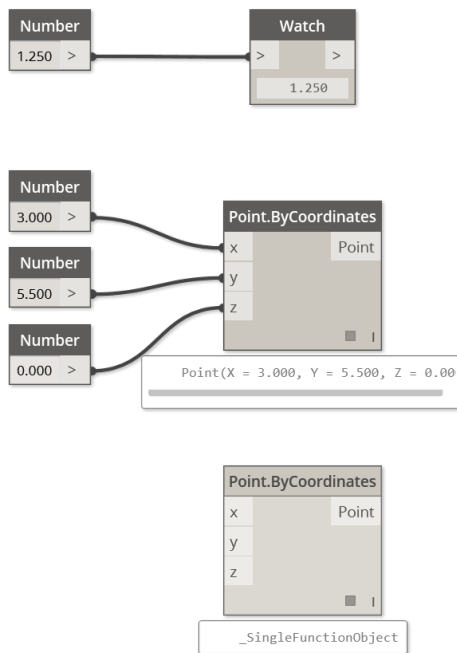 Number
1.250 >
Watch
> >
1.250
Number
3.000 >
Number
5.500 >
Number
0.000 >
Point.ByCoordinates
x Point
y
z
I
Point(X = 3.000, Y = 5.500, Z = 0.00
Point.ByCoordinates
x Point
y
z
I
_SingleFunctionObject